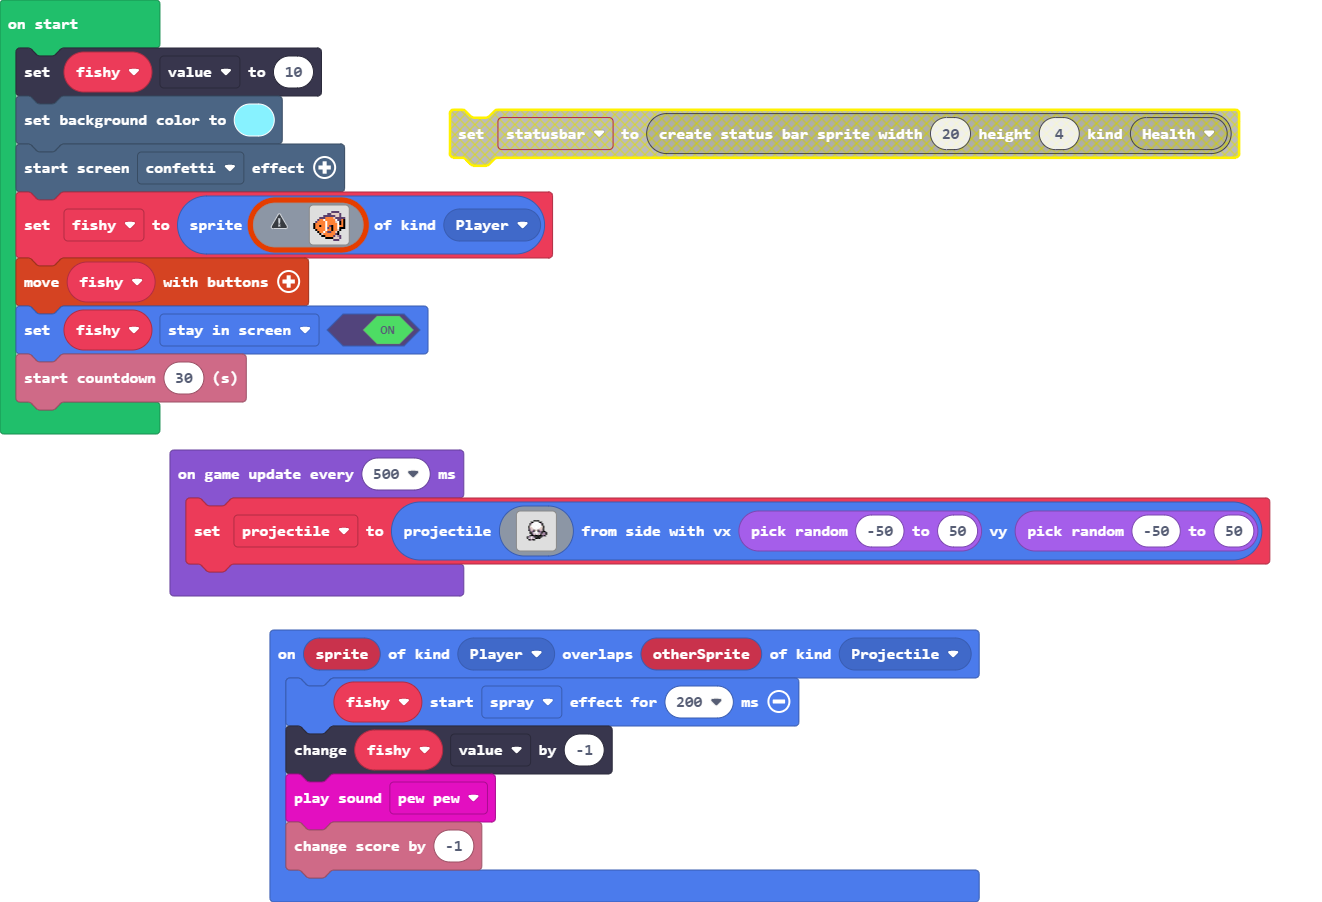 on start
set fishy value to 10
set background color to
start screen confetti effect
set fishy to sprite of kind Player
move fishy with buttons
set fishy stay in screen ON
start countdown 30 (s)
set statusbar to create status bar sprite width 20 height 4 kind Health
on game update every 500 ms
set projectile to projectile from side with vx pick random -50 to 50 vy pick random -50 to 50
on sprite of kind Player overlaps otherSprite of kind Projectile
fishy start spray effect for 200 ms
change fishy value by -1
play sound pew pew
change score by -1